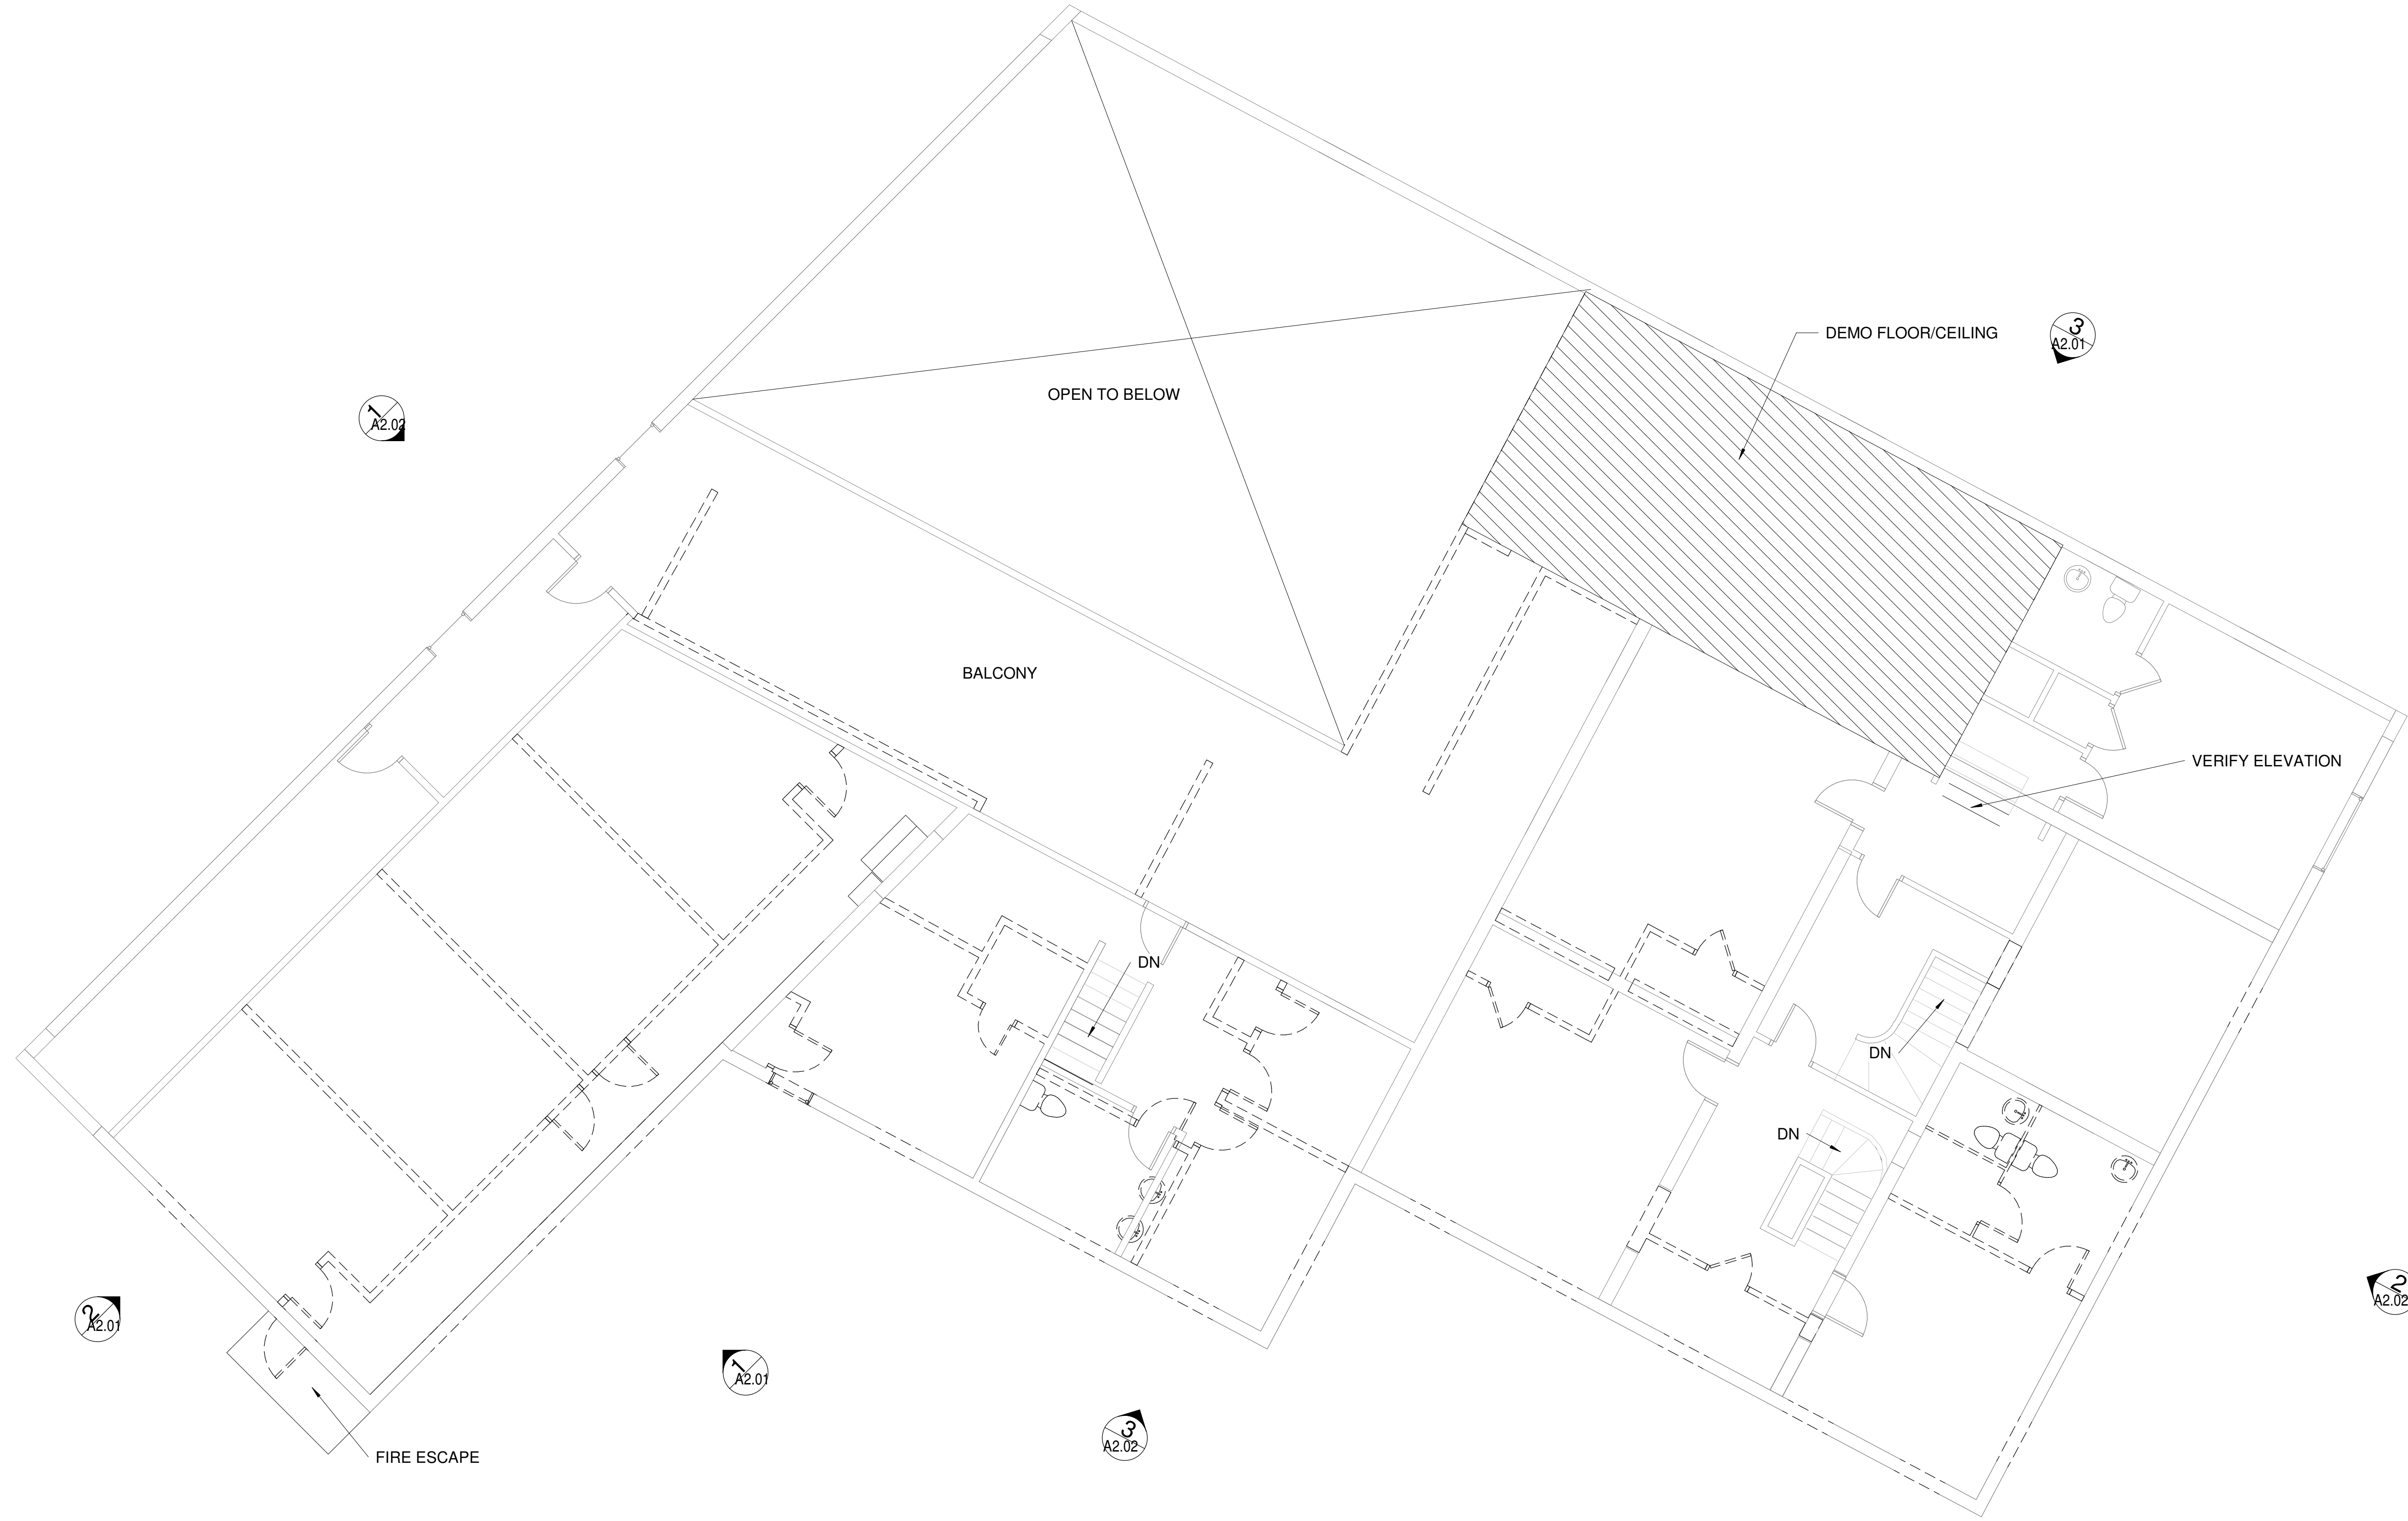 3
A2.01
DEMO FLOOR/CEILING
OPEN TO BELOW
1
A2.02
BALCONY
VERIFY ELEVATION
DN
DN
DN
2
A2.01
2
A2.02
1
A2.01
3
A2.02
FIRE ESCAPE